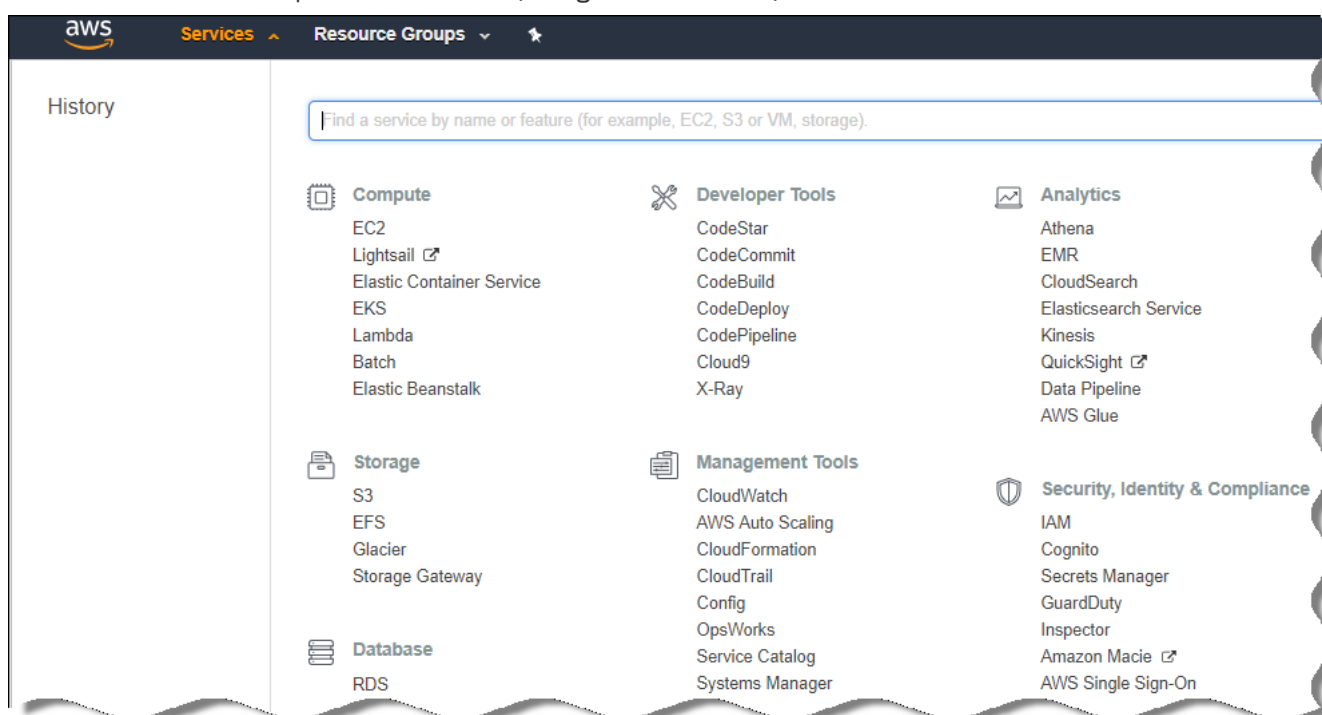 aws
Services
Resource Groups
History
Find a service by name or feature (for example, EC2, S3 or VM, storage).
Compute
EC2
Lightsail
Elastic Container Service
EKS
Lambda
Batch
Elastic Beanstalk
Storage
S3
EFS
Glacier
Storage Gateway
Database
RDS
Developer Tools
CodeStar
CodeCommit
CodeBuild
CodeDeploy
CodePipeline
Cloud9
X-Ray
Management Tools
CloudWatch
AWS Auto Scaling
CloudFormation
CloudTrail
Config
OpsWorks
Service Catalog
Systems Manager
Analytics
Athena
EMR
CloudSearch
Elasticsearch Service
Kinesis
QuickSight
Data Pipeline
AWS Glue
Security, Identity & Compliance
IAM
Cognito
Secrets Manager
GuardDuty
Inspector
Amazon Macie
AWS Single Sign-On